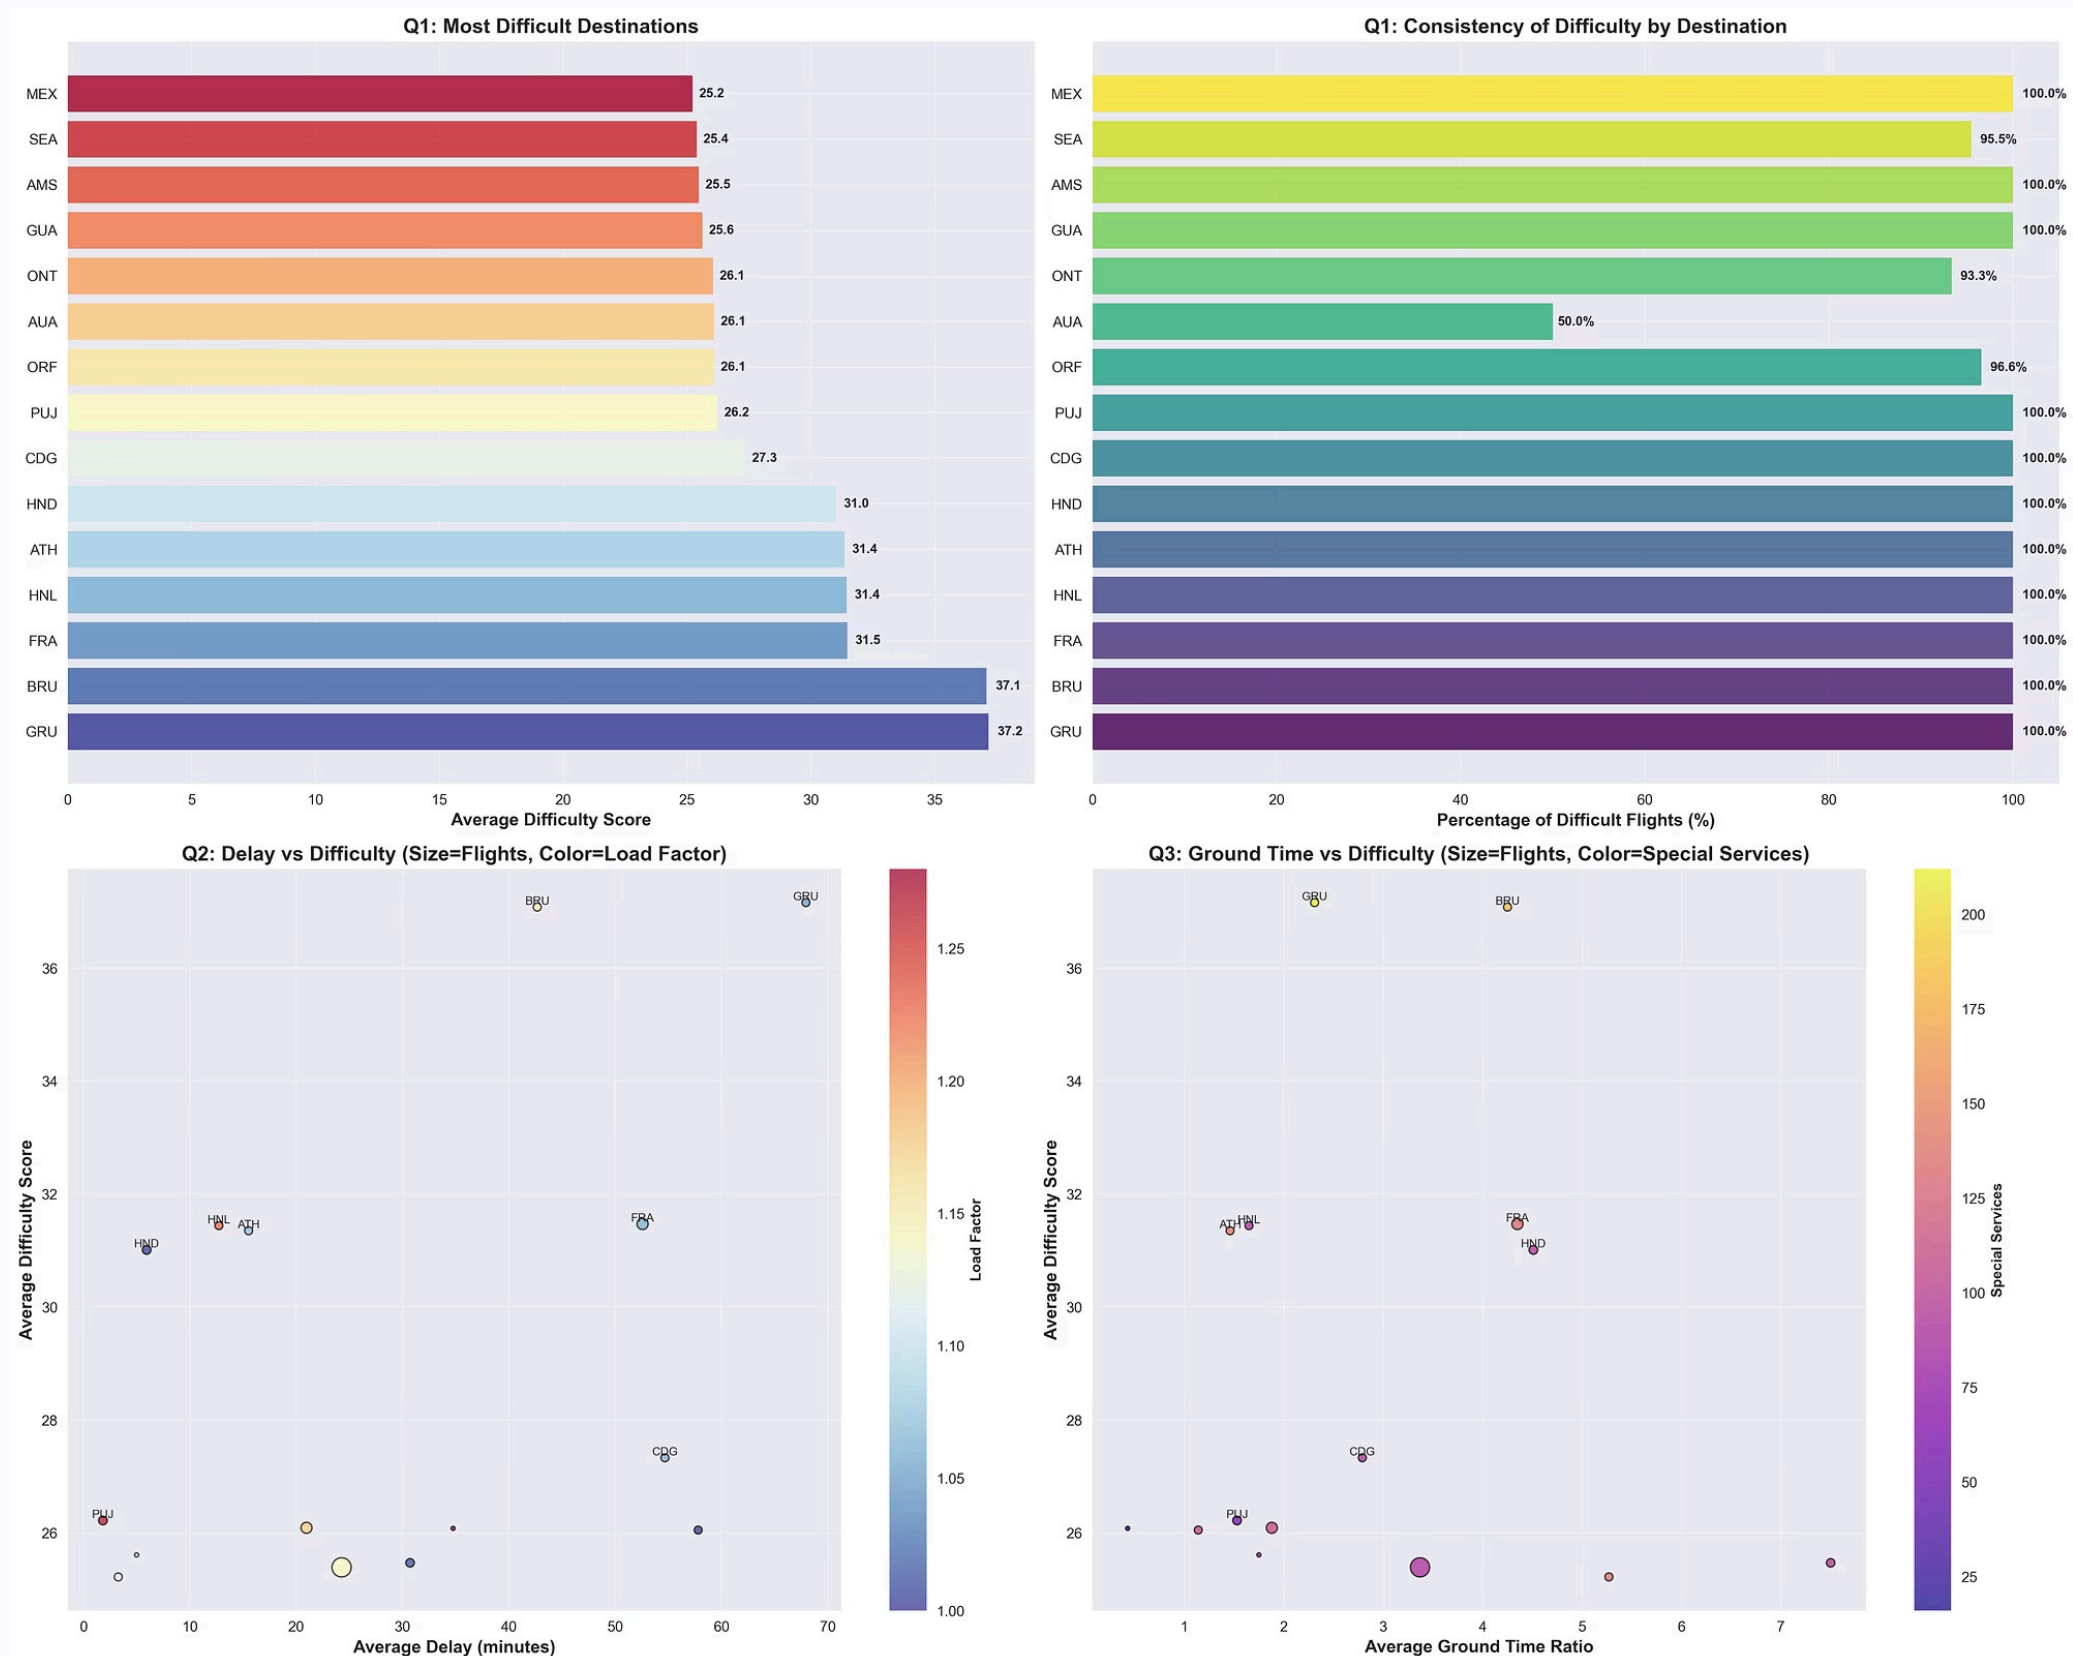 Q1: Most Difficult Destinations
MEX 25.2
SEA 25.4
AMS 25.5
GUA 25.6
ONT 26.1
AUA 26.1
ORF 26.1
PUJ 26.2
CDG 27.3
HND 31.0
ATH 31.4
HNL 31.4
FRA 31.5
BRU 37.1
GRU 37.2
0 5 10 15 20 25 30 35
Average Difficulty Score
Q1: Consistency of Difficulty by Destination
MEX 100.0%
SEA 95.5%
AMS 100.0%
GUA 100.0%
ONT 93.3%
AUA 50.0%
ORF 96.6%
PUJ 100.0%
CDG 100.0%
HND 100.0%
ATH 100.0%
HNL 100.0%
FRA 100.0%
BRU 100.0%
GRU 100.0%
0 20 40 60 80 100
Percentage of Difficult Flights (%)
Q2: Delay vs Difficulty (Size=Flights, Color=Load Factor)
Average Difficulty Score
36
34
32
30
28
26
BRU
GRU
HNL
ATH
FRA
HND
CDG
PUJ
0 10 20 30 40 50 60 70
Average Delay (minutes)
1.25
1.20
1.15
1.10
1.05
1.00
Load Factor
Q3: Ground Time vs Difficulty (Size=Flights, Color=Special Services)
Average Difficulty Score
36
34
32
30
28
26
GRU
BRU
ATH
HNL
FRA
HND
CDG
PUJ
1 2 3 4 5 6 7
Average Ground Time Ratio
200
175
150
125
100
75
50
25
Special Services